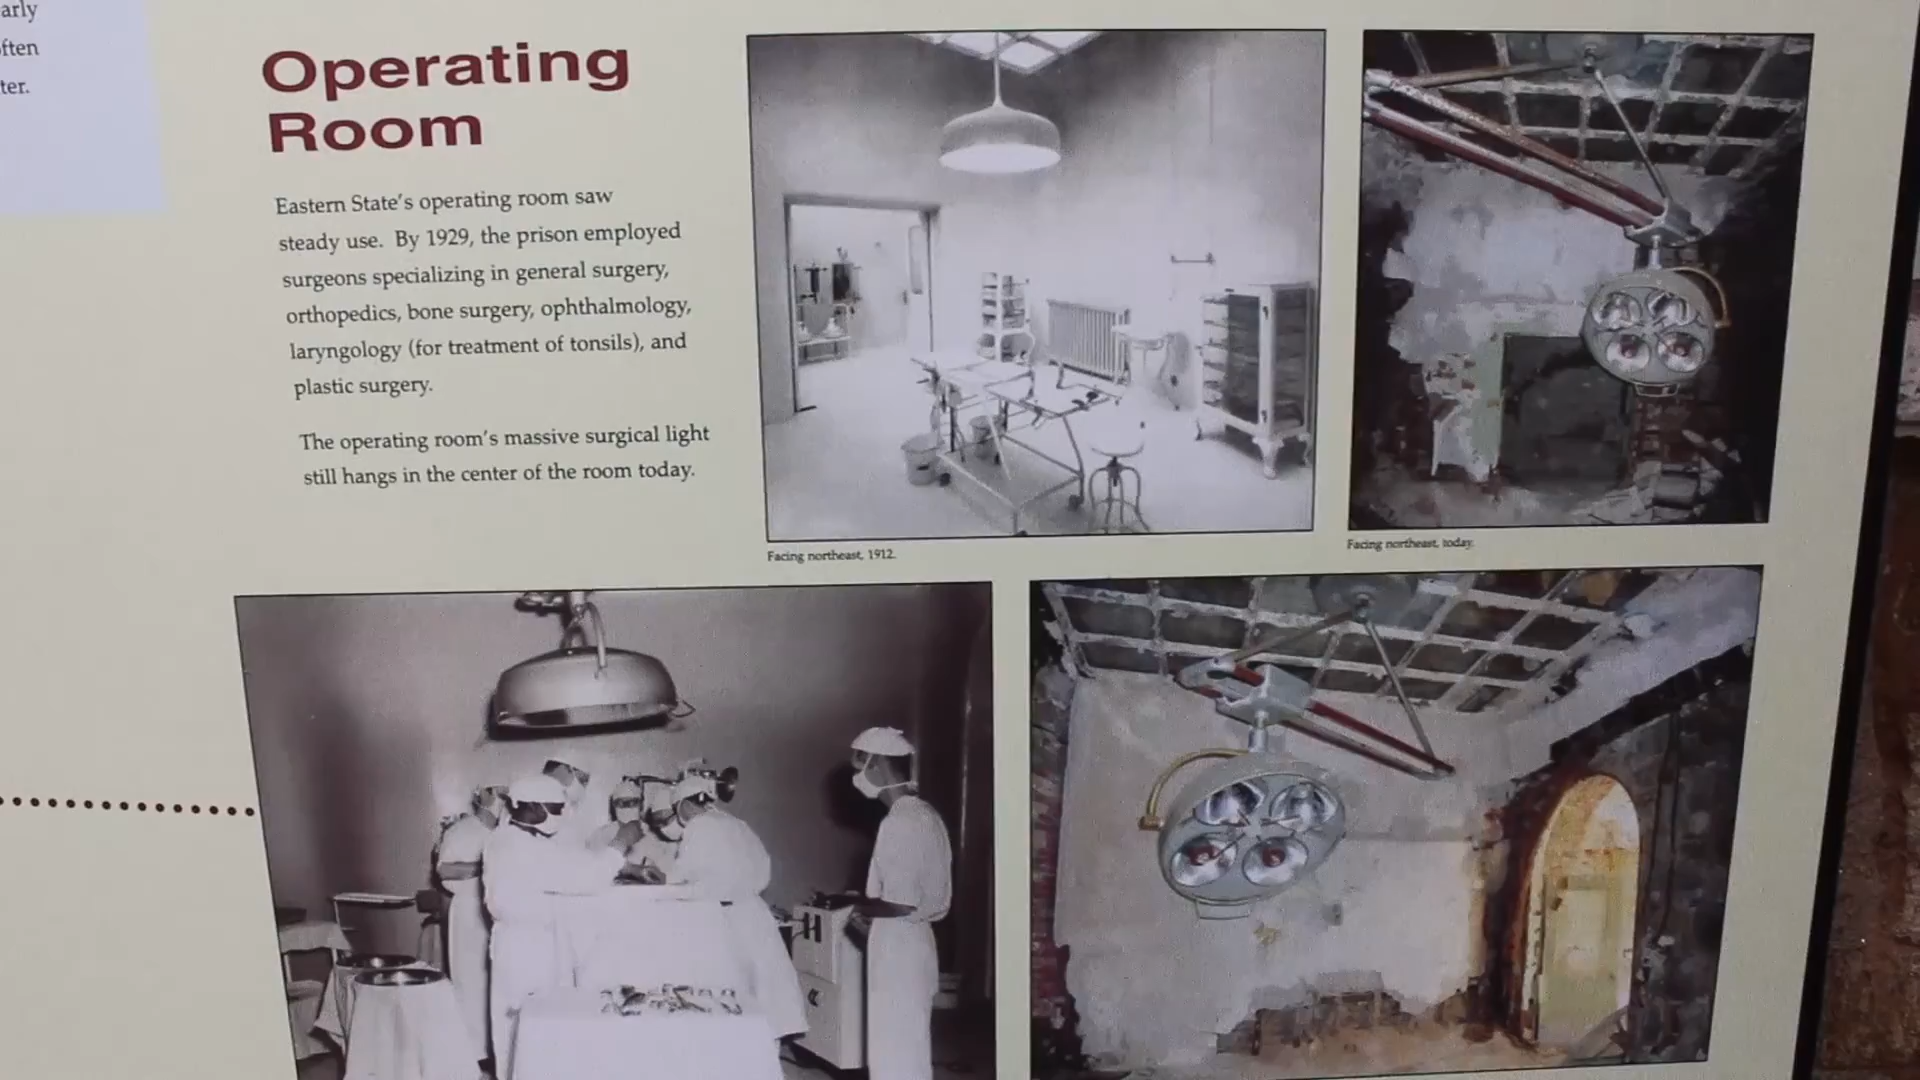 arly
ften
ter.
Operating
Room
Eastern State's operating room saw
steady use. By 1929, the prison employed
surgeons specializing in general surgery,
orthopedics, bone surgery, ophthalmology,
laryngology (for treatment of tonsils), and
plastic surgery.
The operating room's massive surgical light
still hangs in the center of the room today.
Facing northeast, 1912.
Facing northeast, today.